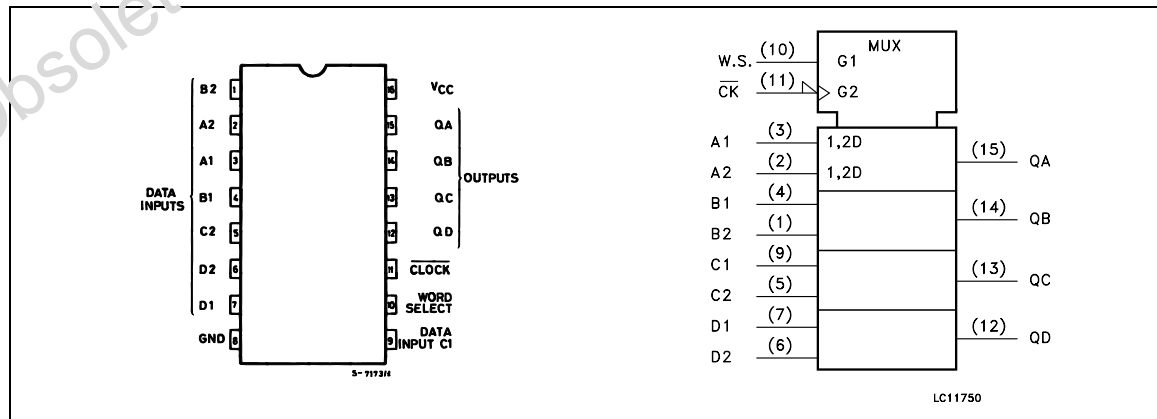 bsolet
B2 1
A2 2
A1 3
B1 4
C2 5
D2 6
D1 7
GND 8
DATA
INPUTS
16 VCC
15 QA
14 QB
13 QC
12 QD
OUTPUTS
11 CLOCK
10 WORD
SELECT
9 DATA
INPUT C1
S-7173/1
MUX
W.S. (10) G1
CK (11) G2
A1 (3) 1,2D
A2 (2) 1,2D
B1 (4)
B2 (1)
C1 (9)
C2 (5)
D1 (7)
D2 (6)
(15) QA
(14) QB
(13) QC
(12) QD
LC11750